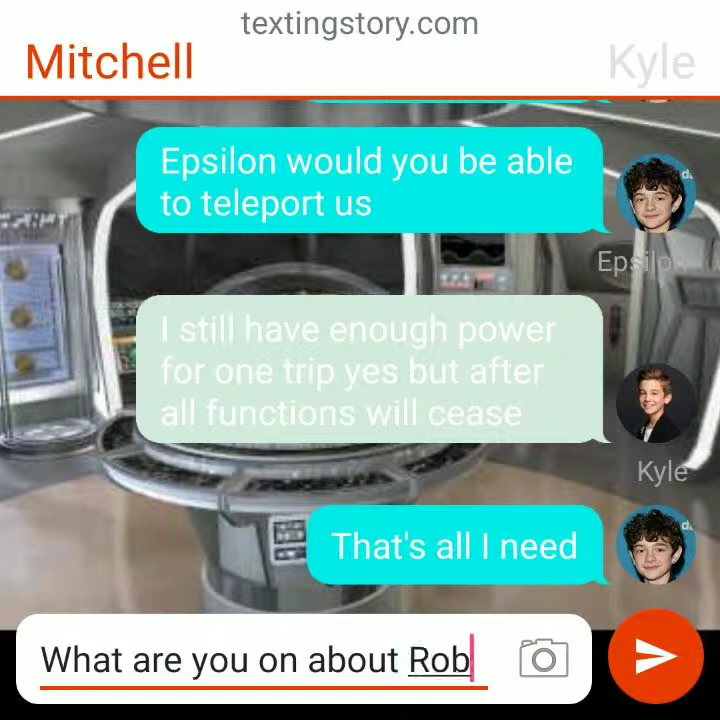 textingstory.com
Mitchell
Kyle
Epsilon would you be able
to teleport us
Epsilon
I still have enough power
for one trip yes but after
all functions will cease
Kyle
That's all I need
What are you on about Rob